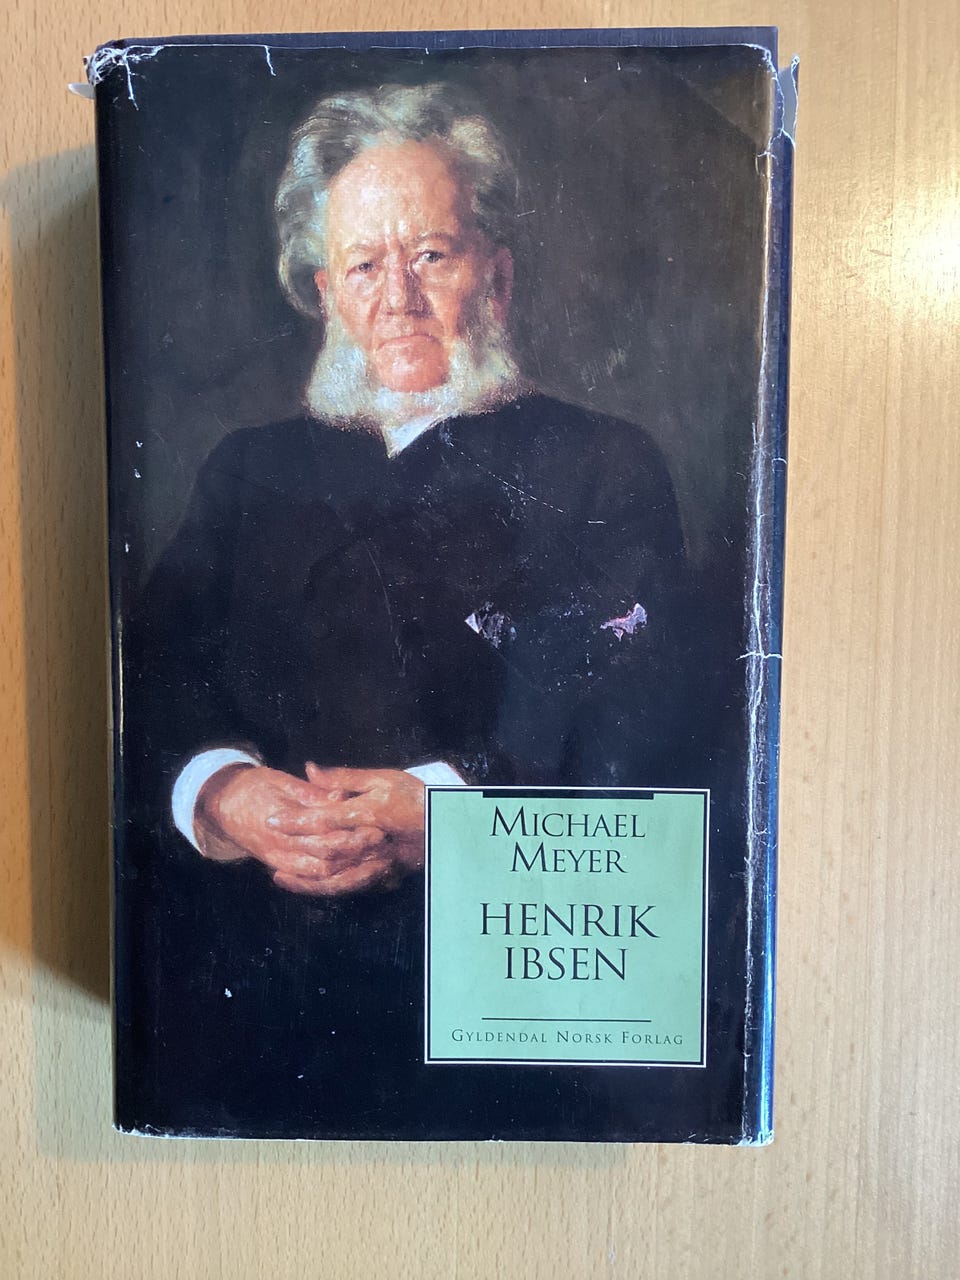 MICHAEL
MEYER
HENRIK
IBSEN
GYLDENDAL NORSK FORLAG